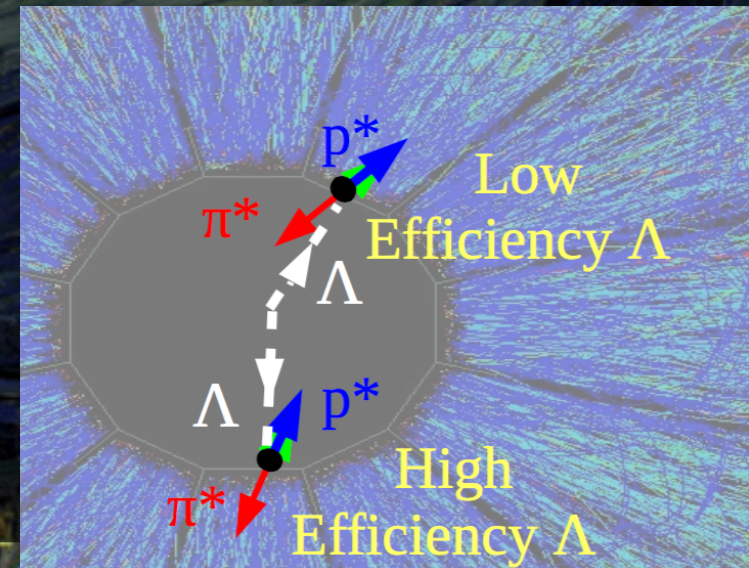 p*
Low
Efficiency Λ
π*
Λ
Λ
p*
High
π*
Efficiency Λ